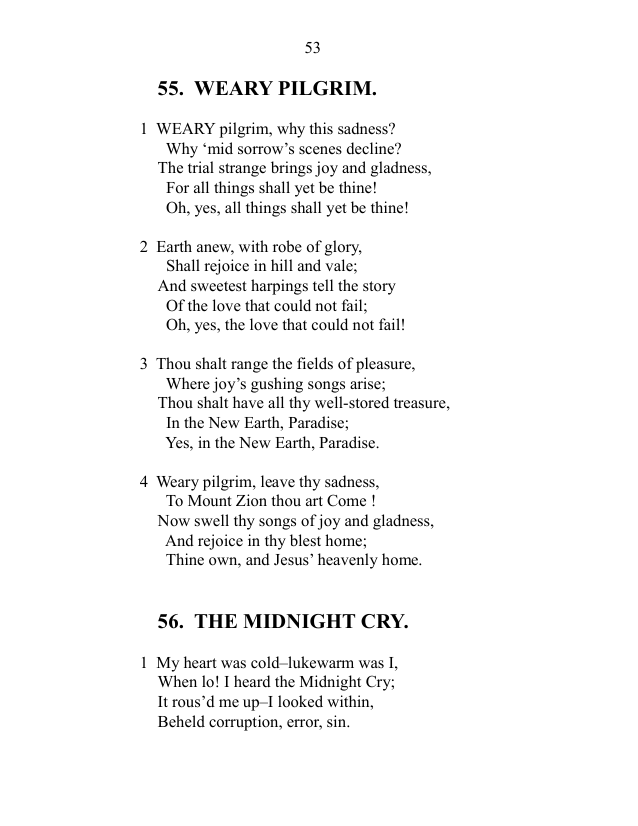 53
55. WEARY PILGRIM.
1 WEARY pilgrim, why this sadness?
Why ‘mid sorrow’s scenes decline?
The trial strange brings joy and gladness,
For all things shall yet be thine!
Oh, yes, all things shall yet be thine!
2 Earth anew, with robe of glory,
Shall rejoice in hill and vale;
And sweetest harpings tell the story
Of the love that could not fail;
Oh, yes, the love that could not fail!
3 Thou shalt range the fields of pleasure,
Where joy’s gushing songs arise;
Thou shalt have all thy well-stored treasure,
In the New Earth, Paradise;
Yes, in the New Earth, Paradise.
4 Weary pilgrim, leave thy sadness,
To Mount Zion thou art Come !
Now swell thy songs of joy and gladness,
And rejoice in thy blest home;
Thine own, and Jesus’ heavenly home.
56. THE MIDNIGHT CRY.
1 My heart was cold–lukewarm was I,
When lo! I heard the Midnight Cry;
It rous’d me up–I looked within,
Beheld corruption, error, sin.